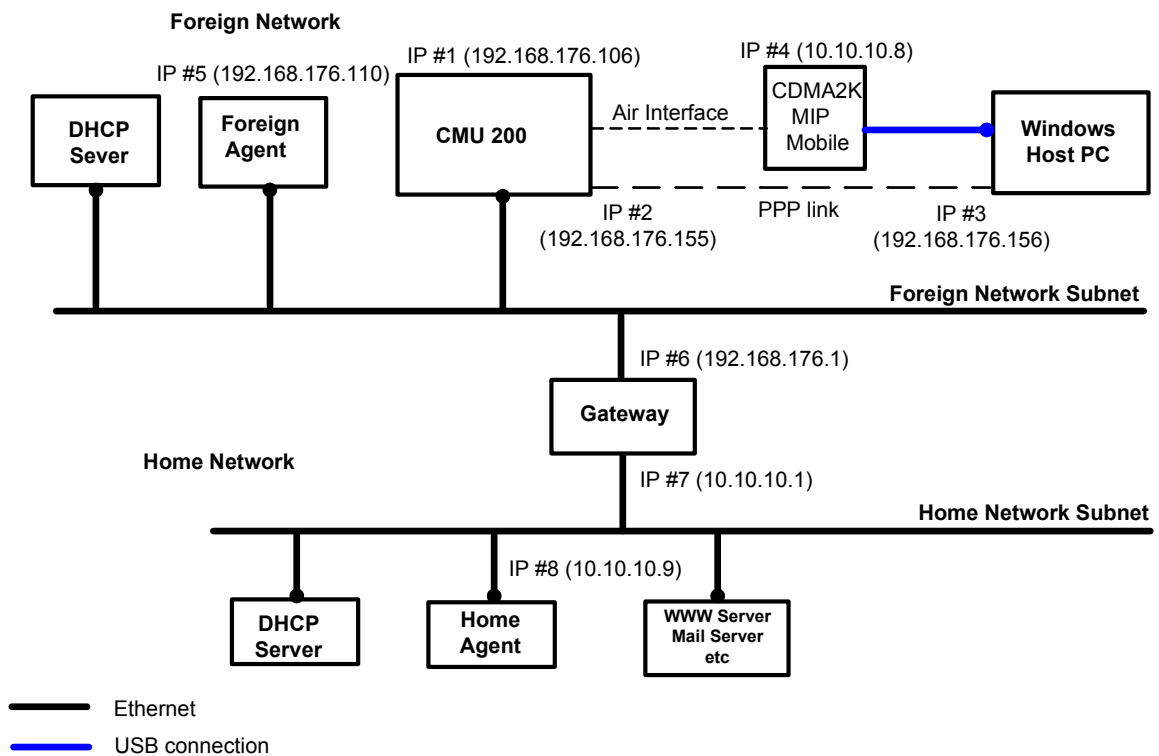 Foreign Network
IP #5 (192.168.176.110)
IP #1 (192.168.176.106)
IP #4 (10.10.10.8)
DHCP
Sever
Foreign
Agent
CMU 200
Air Interface
CDMA2K
MIP
Mobile
Windows
Host PC
IP #2
(192.168.176.155)
PPP link
IP #3
(192.168.176.156)
Foreign Network Subnet
IP #6 (192.168.176.1)
Gateway
Home Network
IP #7 (10.10.10.1)
Home Network Subnet
IP #8 (10.10.10.9)
DHCP
Server
Home
Agent
WWW Server
Mail Server
etc
Ethernet
USB connection